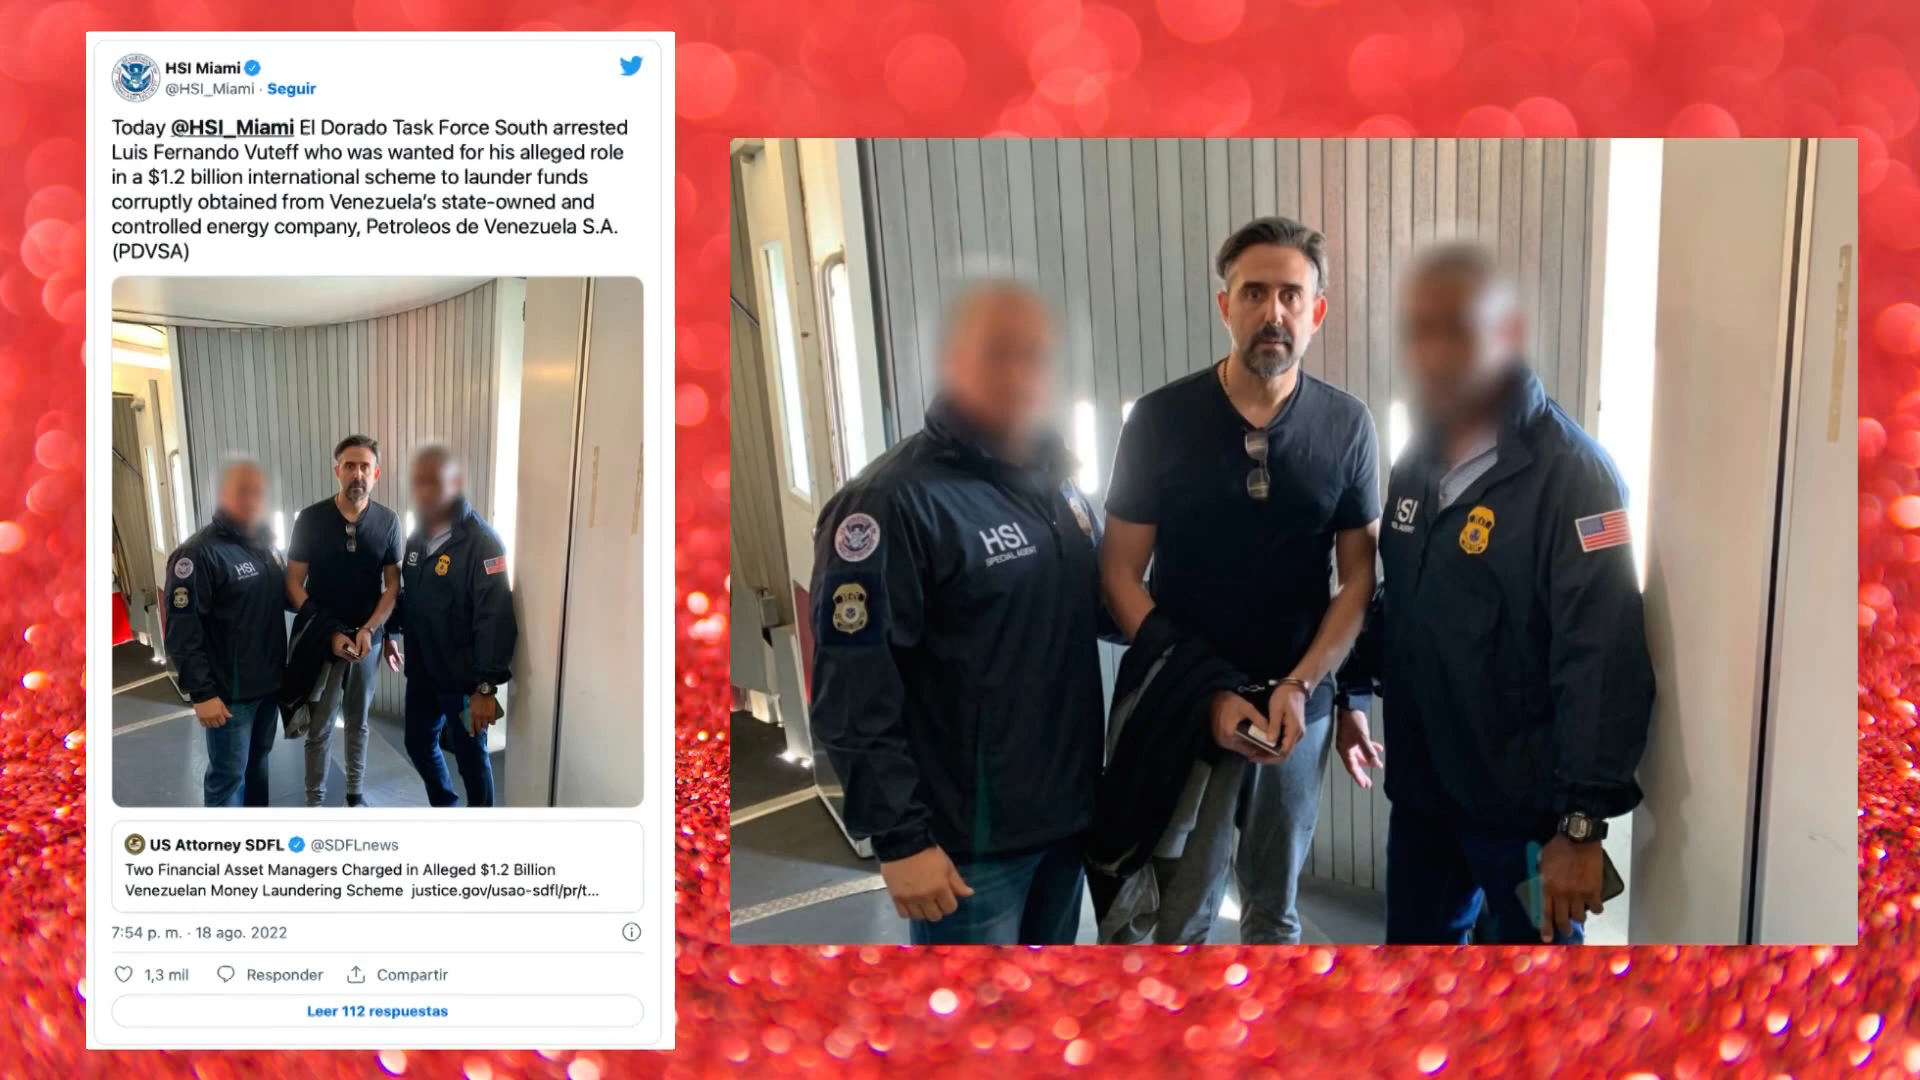 HSI Miami
@HSI_Miami · Seguir
Today @HSI_Miami El Dorado Task Force South arrested
Luis Fernando Vuteff who was wanted for his alleged role
in a $1.2 billion international scheme to launder funds
corruptly obtained from Venezuela’s state-owned and
controlled energy company, Petroleos de Venezuela S.A.
(PDVSA)
HSI
SPECIAL AGENT
HSI
US Attorney SDFL @SDFLnews
Two Financial Asset Managers Charged in Alleged $1.2 Billion
Venezuelan Money Laundering Scheme justice.gov/usao-sdfl/pr/t...
7:54 p. m. · 18 ago. 2022
1,3 mil Responder Compartir
Leer 112 respuestas
HSI
SPECIAL AGENT
HSI